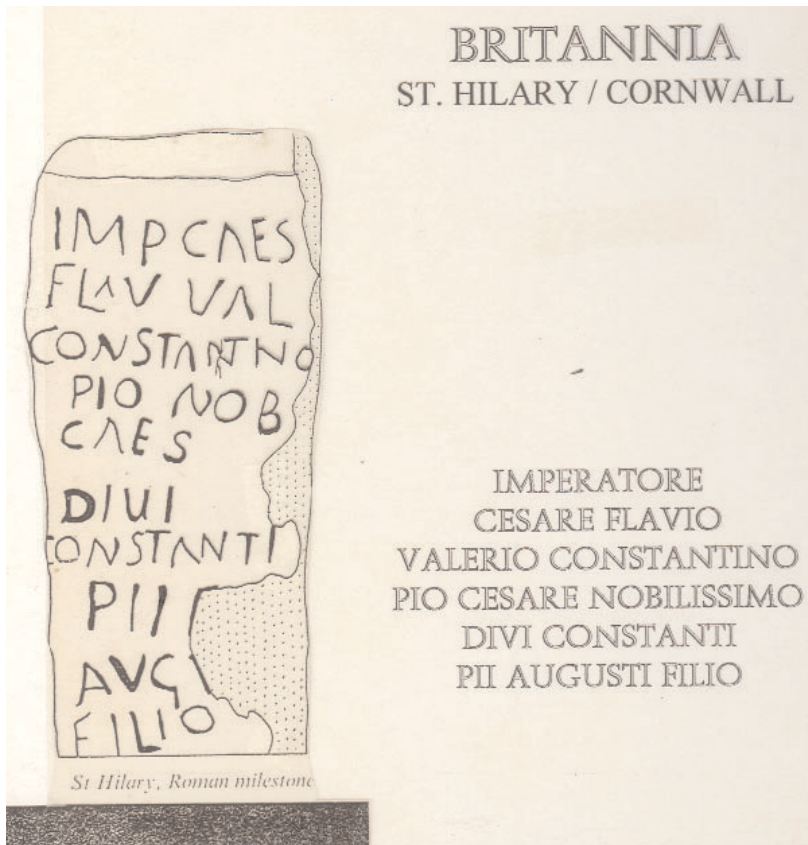 BRITANNIA
ST. HILARY / CORNWALL
IMP CAES
FLAV VAL
CONSTANTINO
PIO NOB
CAES
DIUI
CONSTANTI
PII
AVG
FILIO
St Hilary, Roman milestone
IMPERATORE
CESARE FLAVIO
VALERIO CONSTANTINO
PIO CESARE NOBILISSIMO
DIVI CONSTANTI
PII AUGUSTI FILIO